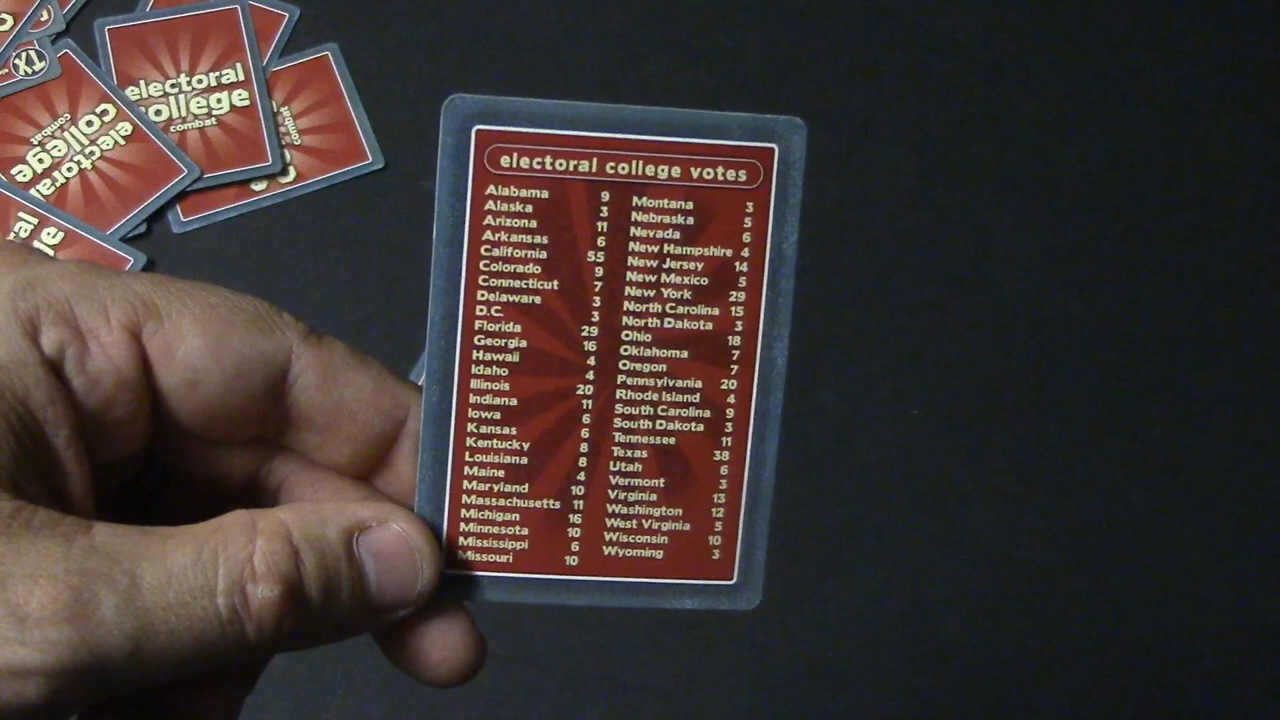 TX
electoral
college
combat
electoral
college
combat
combat
electoral college votes
Alabama 9
Alaska 3
Arizona 11
Arkansas 6
California 55
Colorado 9
Connecticut 7
Delaware 3
D.C. 3
Florida 29
Georgia 16
Hawaii 4
Idaho 4
Illinois 20
Indiana 11
Iowa 6
Kansas 6
Kentucky 8
Louisiana 8
Maine 4
Maryland 10
Massachusetts 11
Michigan 16
Minnesota 10
Mississippi 6
Missouri 10
Montana 3
Nebraska 5
Nevada 6
New Hampshire 4
New Jersey 14
New Mexico 5
New York 29
North Carolina 15
North Dakota 3
Ohio 18
Oklahoma 7
Oregon 7
Pennsylvania 20
Rhode Island 4
South Carolina 9
South Dakota 3
Tennessee 11
Texas 38
Utah 6
Vermont 3
Virginia 13
Washington 12
West Virginia 5
Wisconsin 10
Wyoming 3